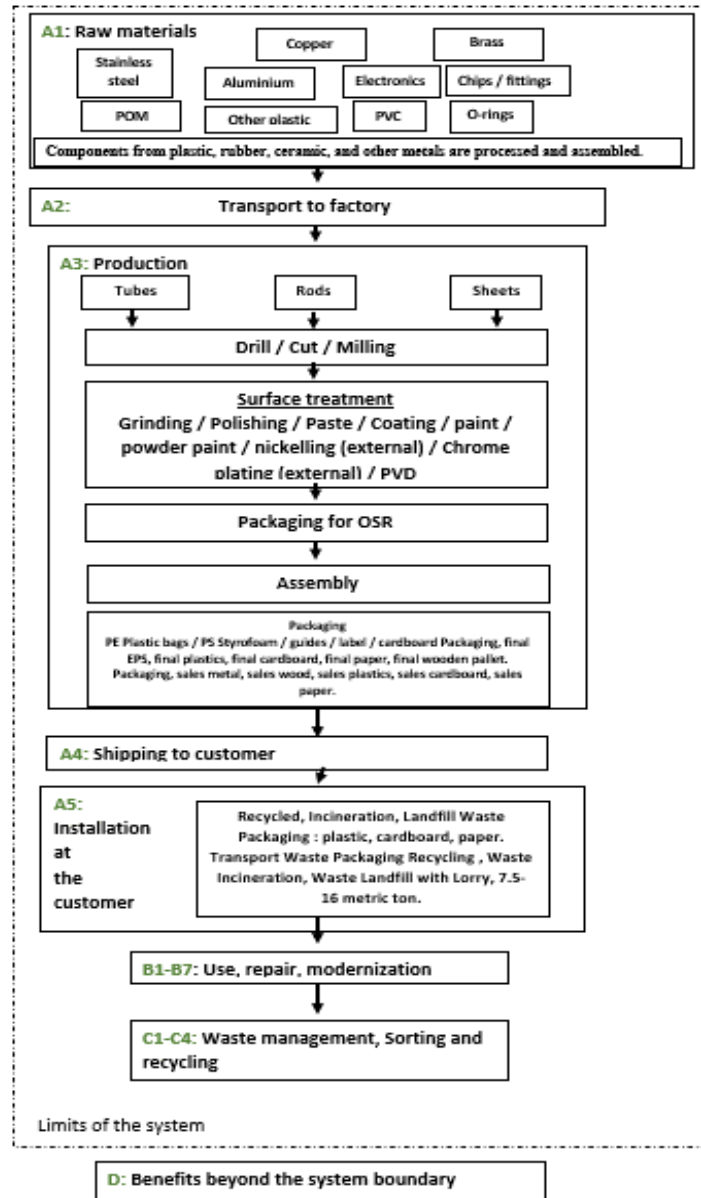 A1: Raw materials
Copper
Brass
Stainless
steel
Aluminium
Electronics
Chips / fittings
POM
Other plastic
PVC
O-rings
Components from plastic, rubber, ceramic, and other metals are processed and assembled.
A2: Transport to factory
A3: Production
Tubes
Rods
Sheets
Drill / Cut / Milling
Surface treatment
Grinding / Polishing / Paste / Coating / paint /
powder paint / nickelling (external) / Chrome
plating (external) / PVD
Packaging for OSR
Assembly
Packaging
PE Plastic bags / PS Styrofoam / guides / label / cardboard Packaging, final
EPS, final plastics, final cardboard, final paper, final wooden pallet.
Packaging, sales metal, sales wood, sales plastics, sales cardboard, sales
paper.
A4: Shipping to customer
A5:
Installation
at
the
customer
Recycled, Incineration, Landfill Waste
Packaging : plastic, cardboard, paper.
Transport Waste Packaging Recycling , Waste
Incineration, Waste Landfill with Lorry, 7.5-
16 metric ton.
B1-B7: Use, repair, modernization
C1-C4: Waste management, Sorting and
recycling
Limits of the system
D: Benefits beyond the system boundary